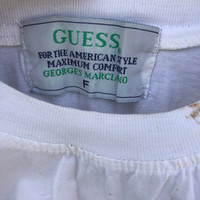 GUESS
FOR THE AMERICAN STYLE
MAXIMUM COMFORT
GEORGES MARCIANO
F